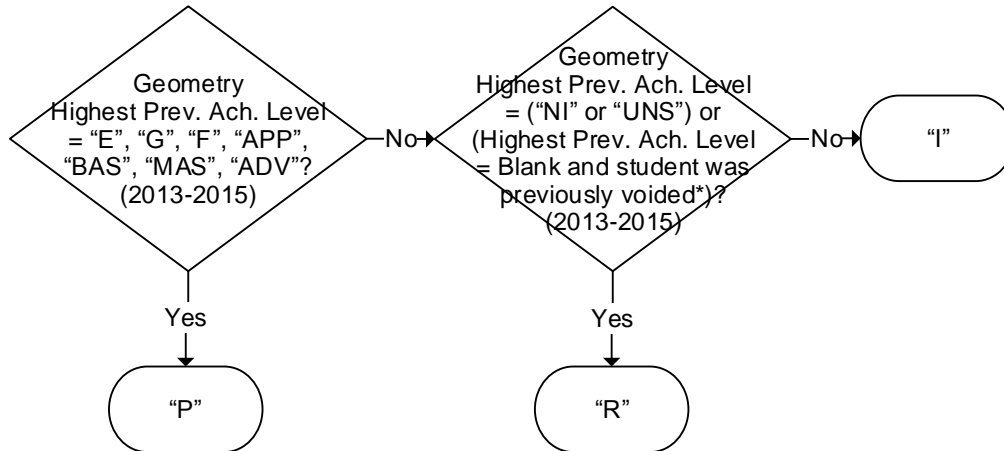 Geometry
Highest Prev. Ach. Level
= “E”, “G”, “F”, “APP”,
“BAS”, “MAS”, “ADV”?
(2013-2015)
No
Geometry
Highest Prev. Ach. Level
= (“NI” or “UNS”) or
(Highest Prev. Ach. Level
= Blank and student was
previously voided*)?
(2013-2015)
No
“I”
Yes
Yes
“P”
“R”